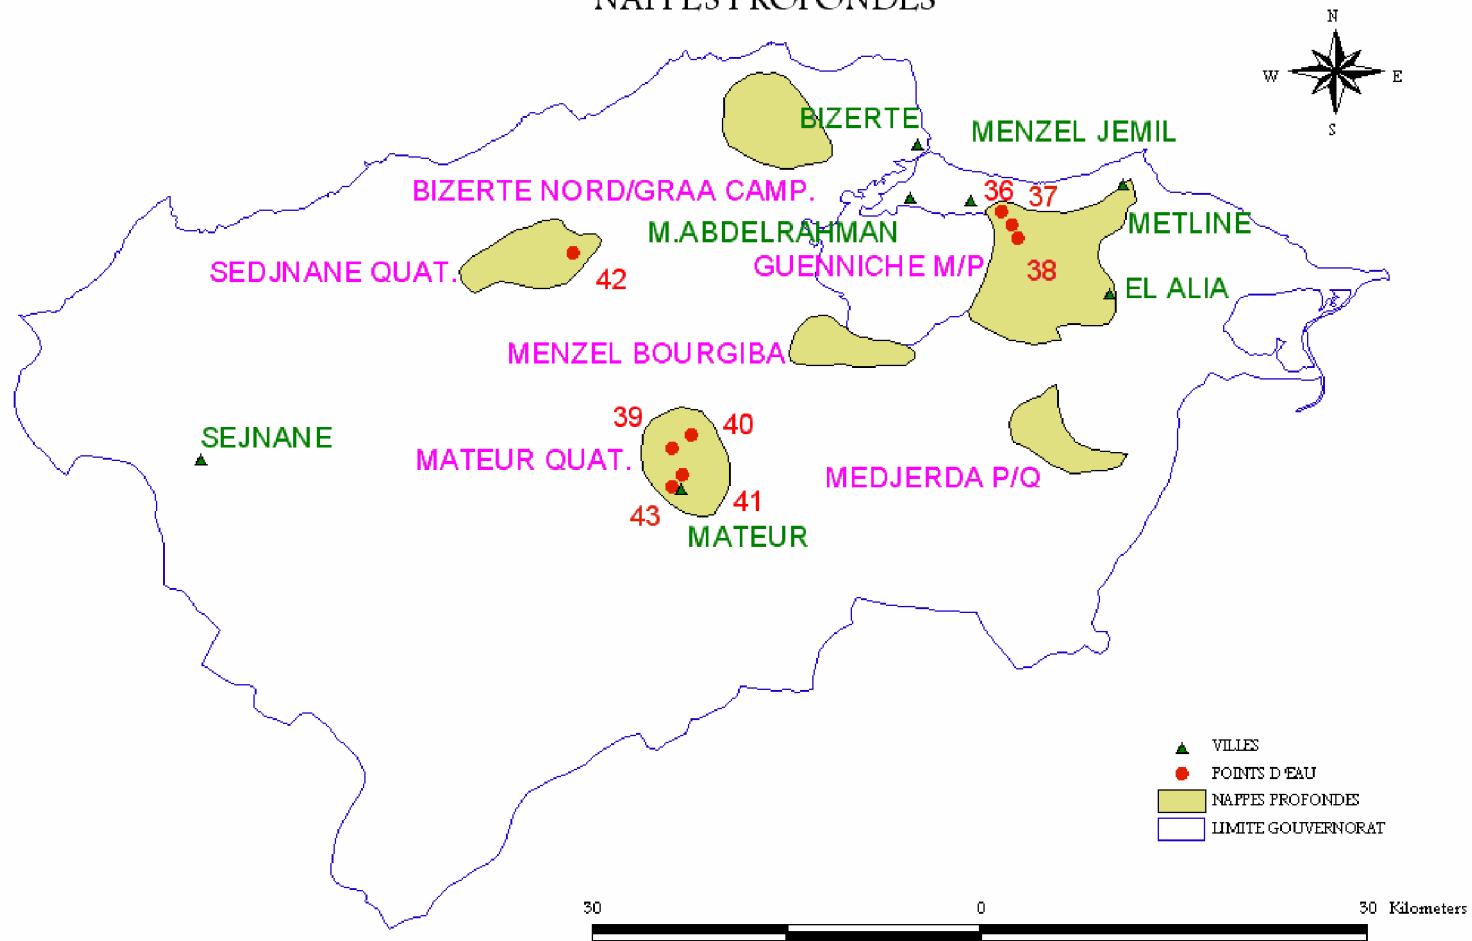 NAPPES PROFONDES
N
W E
S
BIZERTE
MENZEL JEMIL
BIZERTE NORD/GRAA CAMP.
36 37
METLINE
M.ABDELRAHMAN
GUENNICHE M/P
38
SEDJNANE QUAT.
42
EL ALIA
MENZEL BOURGIBA
39
40
SEJNANE
MATEUR QUAT.
MEDJERDA P/Q
43
41
MATEUR
VILLES
POINTS D'EAU
NAPPES PROFONDES
LIMITE GOUVERNORAT
30 0 30 Kilometers